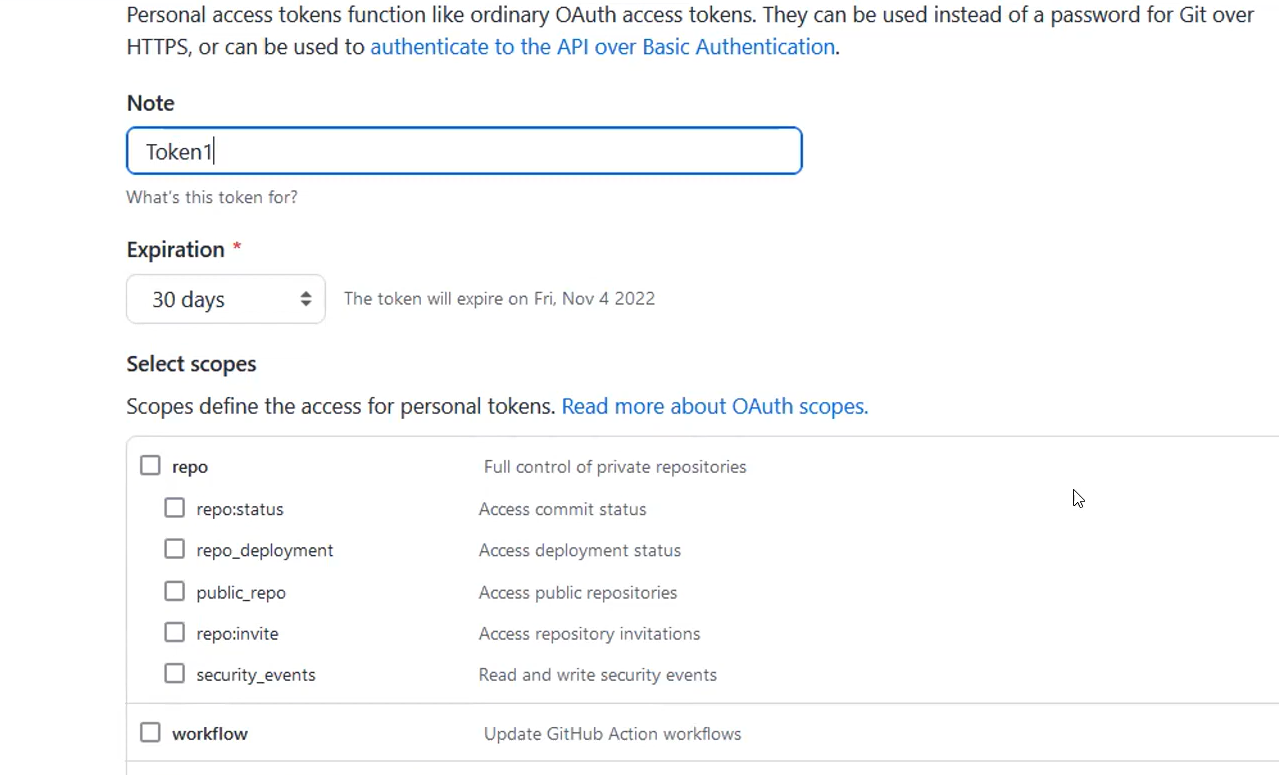 Personal access tokens function like ordinary OAuth access tokens. They can be used instead of a password for Git over
HTTPS, or can be used to authenticate to the API over Basic Authentication.
Note
Token1
What's this token for?
Expiration *
30 days The token will expire on Fri, Nov 4 2022
Select scopes
Scopes define the access for personal tokens. Read more about OAuth scopes.
repo Full control of private repositories
repo:status Access commit status
repo_deployment Access deployment status
public_repo Access public repositories
repo:invite Access repository invitations
security_events Read and write security events
workflow Update GitHub Action workflows